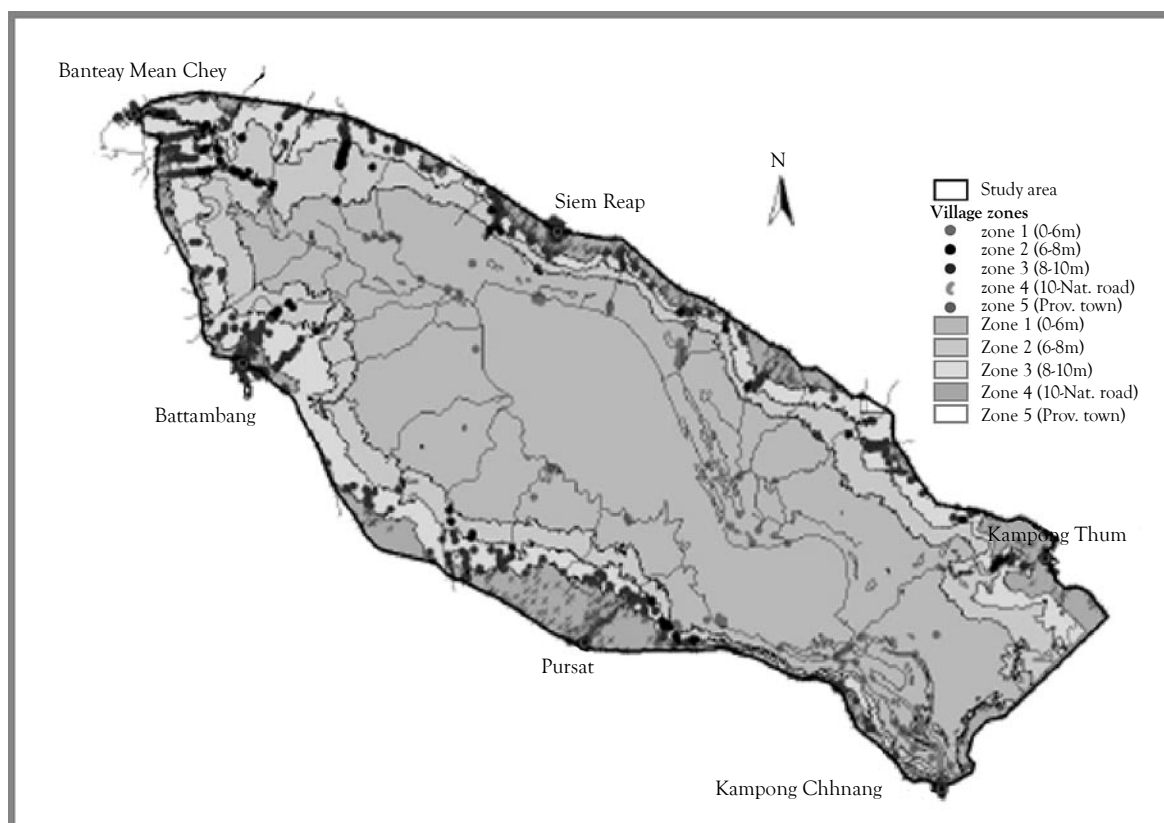 Banteay Mean Chey
Siem Reap
N
Study area
Village zones
zone 1 (0-6m)
zone 2 (6-8m)
zone 3 (8-10m)
zone 4 (10-Nat. road)
zone 5 (Prov. town)
Zone 1 (0-6m)
Zone 2 (6-8m)
Zone 3 (8-10m)
Zone 4 (10-Nat. road)
Zone 5 (Prov. town)
Battambang
Kampong Thum
Pursat
Kampong Chhnang